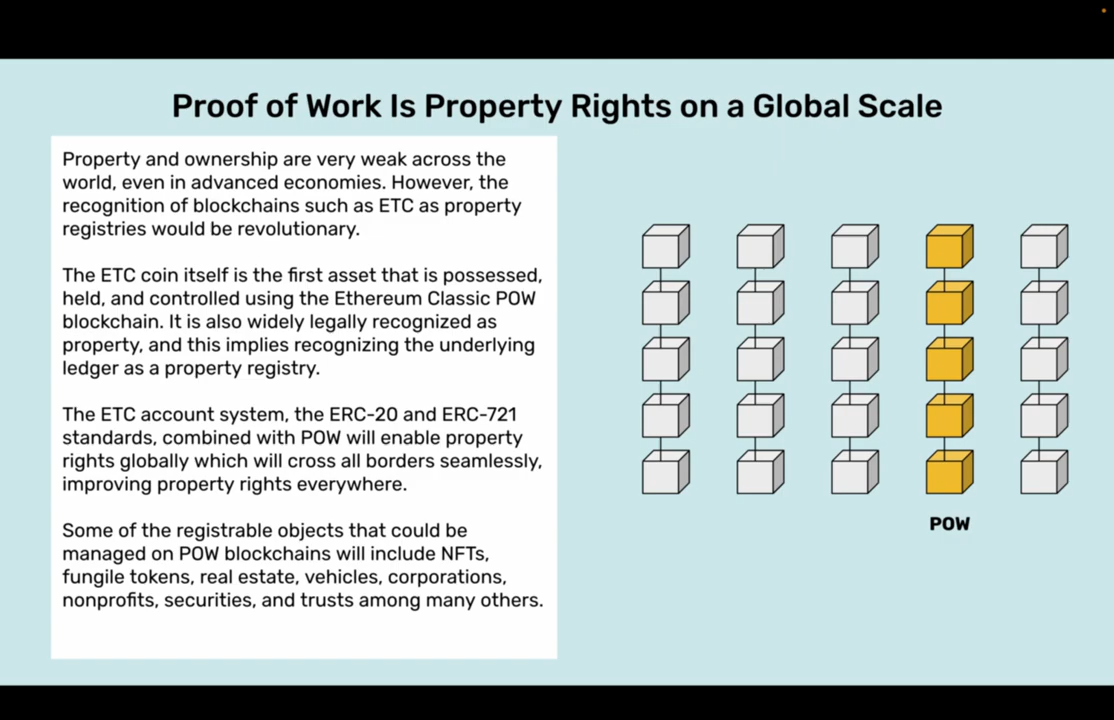 Proof of Work Is Property Rights on a Global Scale
Property and ownership are very weak across the
world, even in advanced economies. However, the
recognition of blockchains such as ETC as property
registries would be revolutionary.
The ETC coin itself is the first asset that is possessed,
held, and controlled using the Ethereum Classic POW
blockchain. It is also widely legally recognized as
property, and this implies recognizing the underlying
ledger as a property registry.
The ETC account system, the ERC-20 and ERC-721
standards, combined with POW will enable property
rights globally which will cross all borders seamlessly,
improving property rights everywhere.
Some of the registrable objects that could be
managed on POW blockchains will include NFTs,
fungile tokens, real estate, vehicles, corporations,
nonprofits, securities, and trusts among many others.
POW